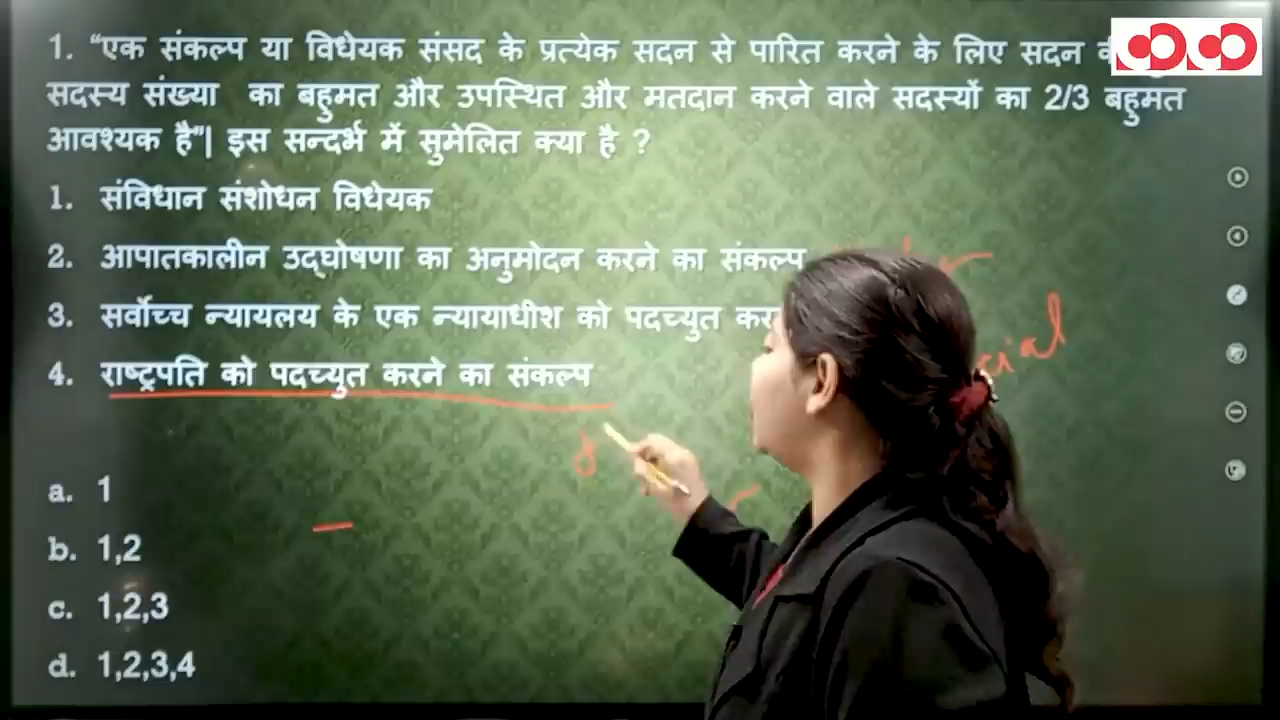 1. “एक संकल्प या विधेयक संसद के प्रत्येक सदन से पारित करने के लिए सदन
सदस्य संख्या का बहुमत और उपस्थित और मतदान करने वाले सदस्यों का 2/3 बहुमत
आवश्यक है”| इस सन्दर्भ में सुमेलित क्या है ?
1. संविधान संशोधन विधेयक
2. आपातकालीन उद्घोषणा का अनुमोदन करने का संकल्प
3. सर्वोच्च न्यायलय के एक न्यायाधीश को पदच्युत
4. राष्ट्रपति को पदच्युत करने का संकल्प
a. 1
b. 1,2
c. 1,2,3
d. 1,2,3,4